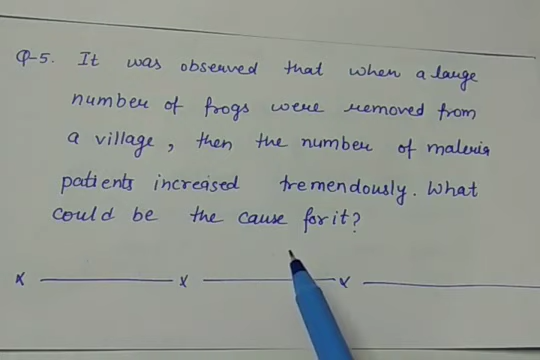 Q-5. It was observed that when a large
number of frogs were removed from
a village, then the number of maleria
patients increased tremendously. What
could be the cause for it?
x x x